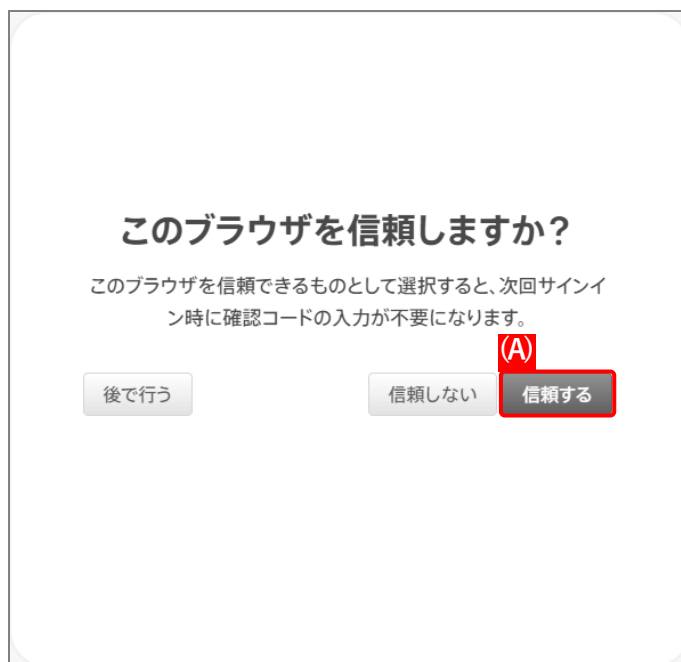 このブラウザを信頼しますか？
このブラウザを信頼できるものとして選択すると、次回サインイ
ン時に確認コードの入力が不要になります。
(A)
後で行う 信頼しない 信頼する